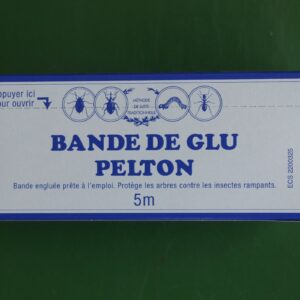 appuyer ici
pour ouvrir
MÉTHODE
DE LUTTE
TRADITIONNELLE
BANDE DE GLU
PELTON
Bande engluée prête à l'emploi. Protège les arbres contre les insectes rampants.
5m
ECS 2200325